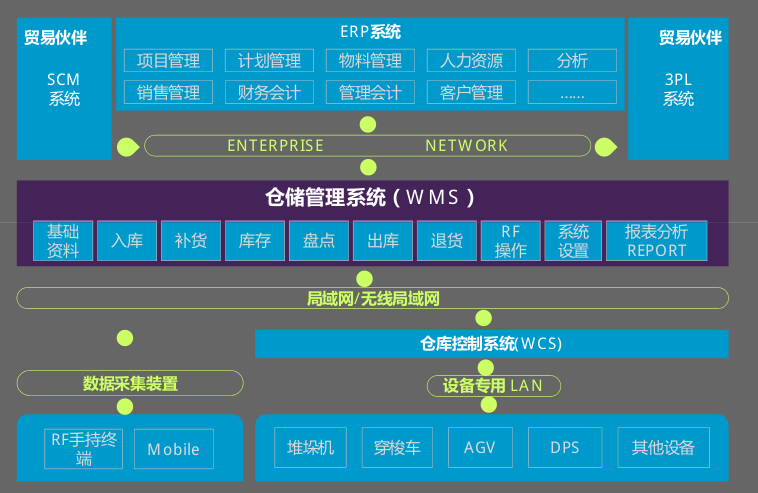 贸易伙伴
SCM
系统
ERP系统
项目管理 计划管理 物料管理 人力资源 分析
销售管理 财务会计 管理会计 客户管理 ……
贸易伙伴
3PL
系统
ENTERPRISE NETWORK
仓储管理系统（WMS）
基础
资料
入库
补货
库存
盘点
出库
退货
RF
操作
系统
设置
报表分析
REPORT
局域网/无线局域网
仓库控制系统(WCS)
数据采集装置
设备专用 LAN
RF手持终
端
Mobile
堆垛机 穿梭车 AGV DPS 其他设备